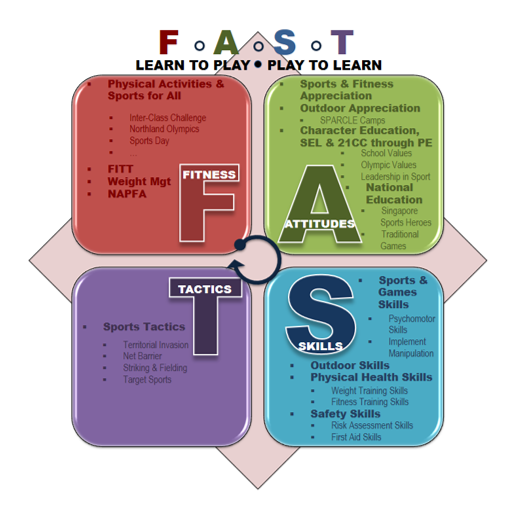 F o A o S o T
LEARN TO PLAY • PLAY TO LEARN
Physical Activities &
Sports for All
Inter-Class Challenge
Northland Olympics
Sports Day
...
FITT
Weight Mgt
NAPFA
F
FITNESS
Sports & Fitness
Appreciation
Outdoor Appreciation
SPARCLE Camps
Character Education,
SEL & 21CC through PE
School Values
Olympic Values
Leadership in Sport
National
Education
Singapore
Sports Heroes
Traditional
Games
A
ATTITUDES
T
TACTICS
Sports Tactics
Territorial Invasion
Net Barrier
Striking & Fielding
Target Sports
S
SKILLS
Sports &
Games
Skills
Psychomotor
Skills
Implement
Manipulation
Outdoor Skills
Physical Health Skills
Weight Training Skills
Fitness Training Skills
Safety Skills
Risk Assessment Skills
First Aid Skills